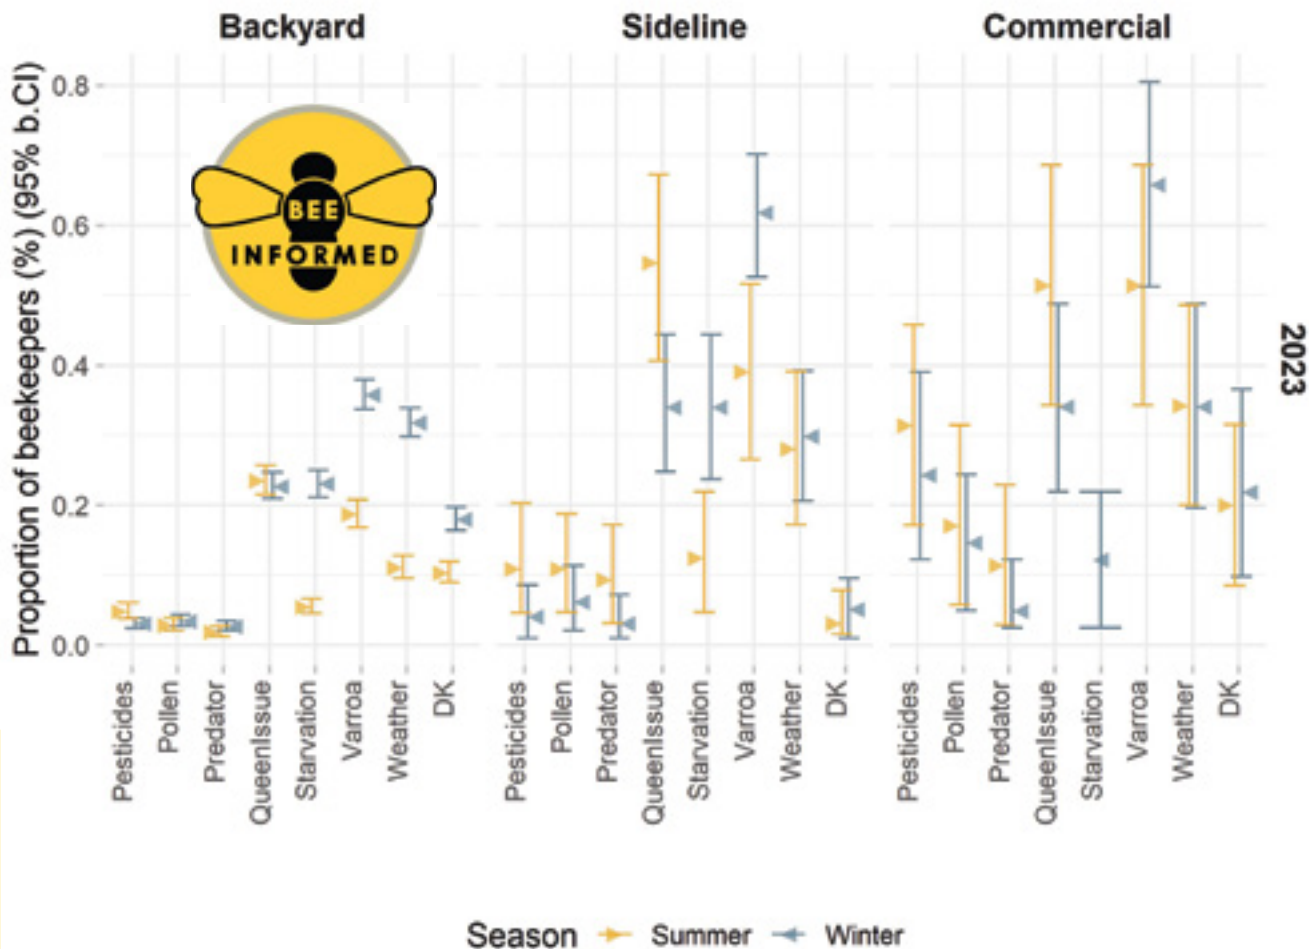 Backyard Sideline Commercial
Proportion of beekeepers (%) (95% b.CI)
0.8
0.6
0.4
0.2
0.0
BEE
INFORMED
2023
Pesticides Pollen Predator QueenIssue Starvation Varroa Weather DK
Pesticides Pollen Predator QueenIssue Starvation Varroa Weather DK
Pesticides Pollen Predator QueenIssue Starvation Varroa Weather DK
Season Summer Winter